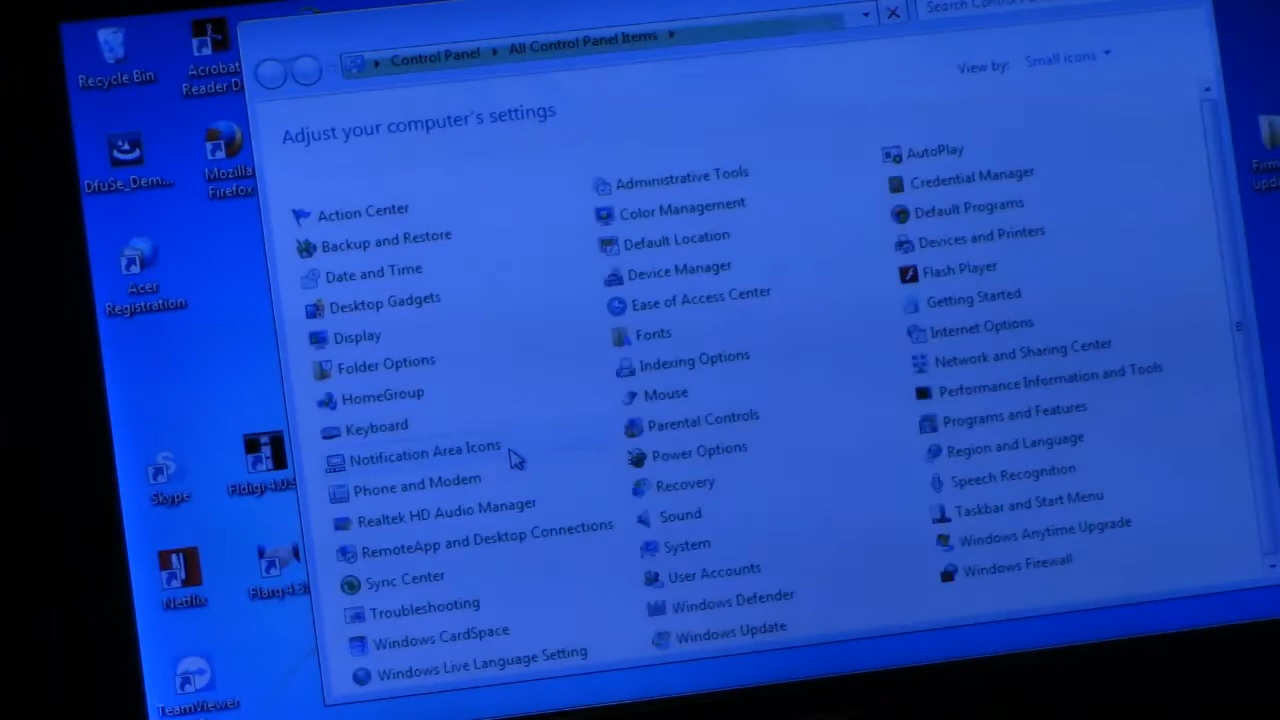 Recycle Bin
Acrobat
Reader D
DfuSe_Dem...
Mozilla
Firefox
Acer
Registration
Skype
Netflix
TeamViewer
Control Panel
All Control Panel Items
Search
View by:
Small icons
Adjust your computer's settings
Action Center
Backup and Restore
Date and Time
Desktop Gadgets
Display
Folder Options
HomeGroup
Keyboard
Notification Area Icons
Phone and Modem
Realtek HD Audio Manager
RemoteApp and Desktop Connections
Sync Center
Troubleshooting
Windows CardSpace
Windows Live Language Setting
Administrative Tools
Color Management
Default Location
Device Manager
Ease of Access Center
Fonts
Indexing Options
Mouse
Parental Controls
Power Options
Recovery
Sound
System
User Accounts
Windows Defender
Windows Update
AutoPlay
Credential Manager
Default Programs
Devices and Printers
Flash Player
Getting Started
Internet Options
Network and Sharing Center
Performance Information and Tools
Programs and Features
Region and Language
Speech Recognition
Taskbar and Start Menu
Windows Anytime Upgrade
Windows Firewall